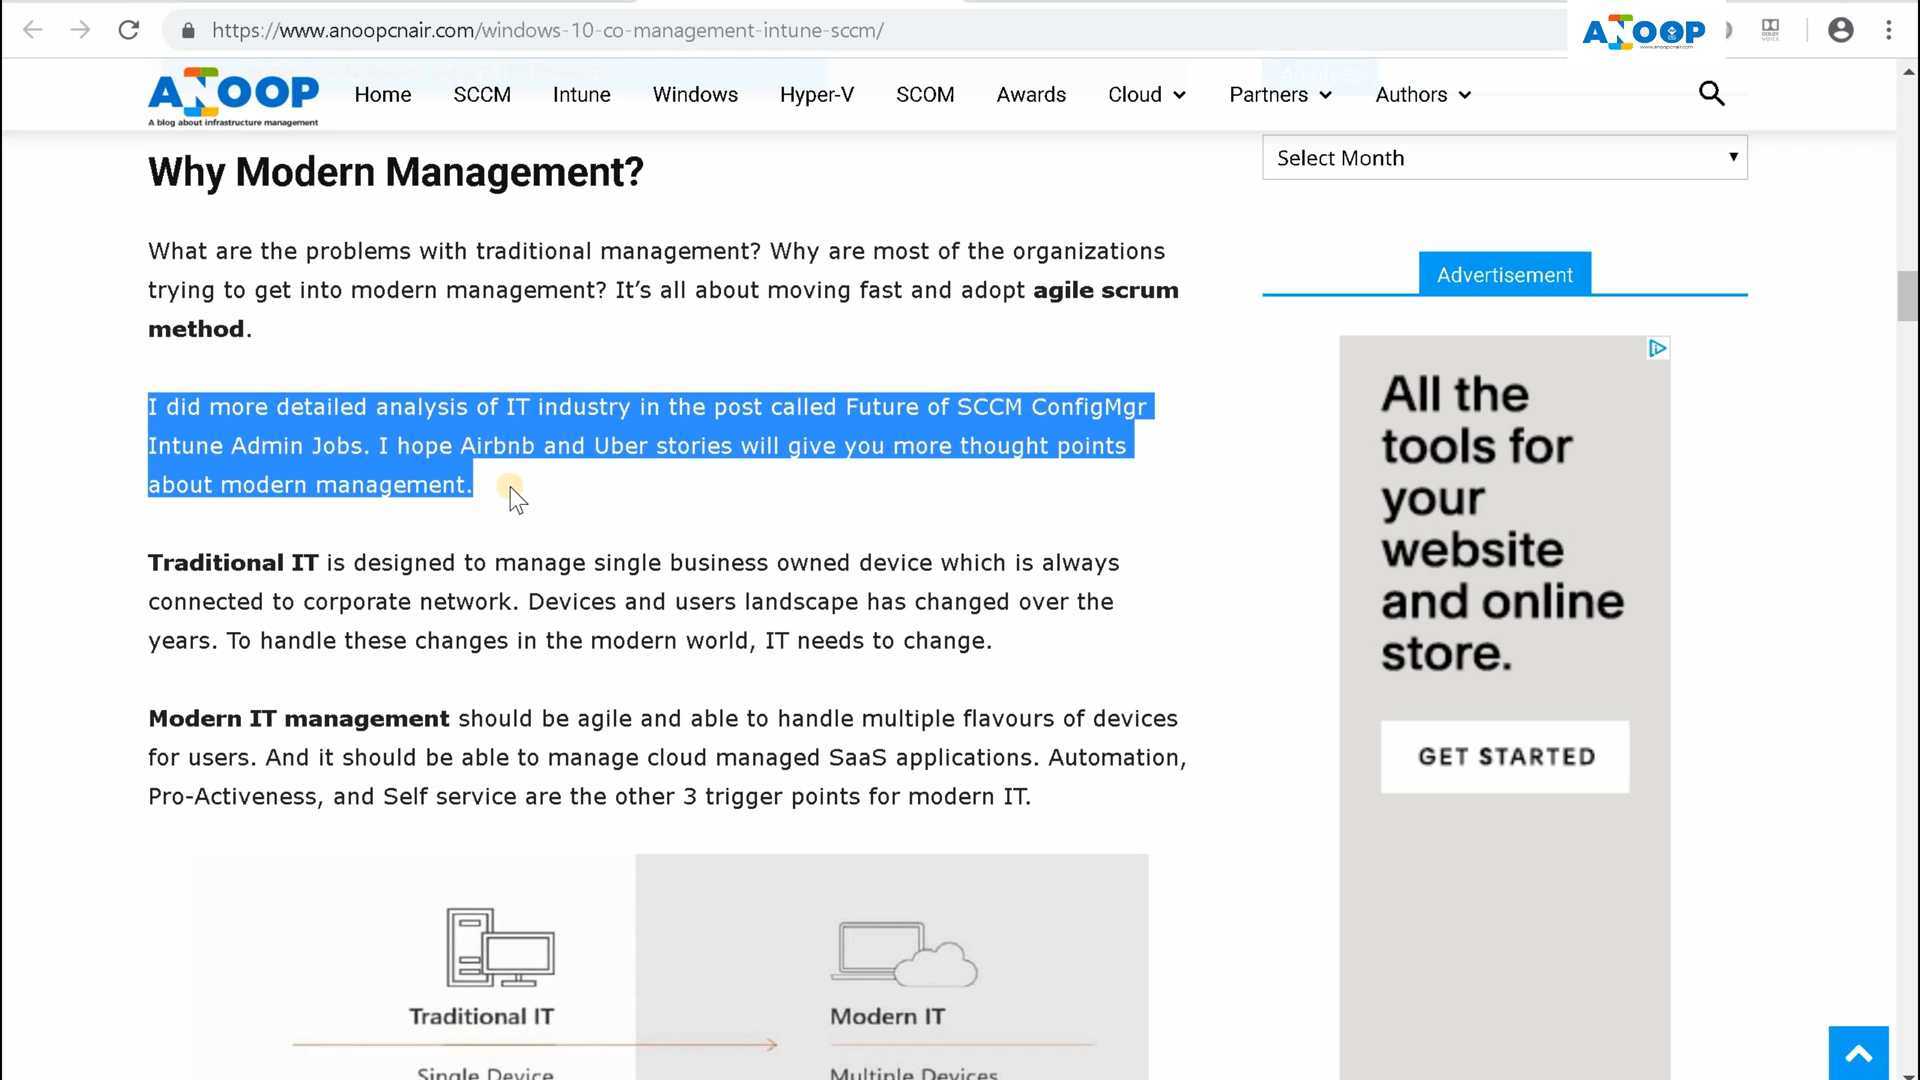 https://www.anoopcnair.com/windows-10-co-management-intune-sccm/
ANOOP
www.anoopcnair.com
DOLBY
VOICE
ANOOP
A blog about infrastructure management
Home
SCCM
Intune
Windows
Hyper-V
SCOM
Awards
Cloud
Partners
Authors
Why Modern Management?
Select Month
What are the problems with traditional management? Why are most of the organizations
trying to get into modern management? It’s all about moving fast and adopt agile scrum
method.
Advertisement
I did more detailed analysis of IT industry in the post called Future of SCCM ConfigMgr
Intune Admin Jobs. I hope Airbnb and Uber stories will give you more thought points
about modern management.
Traditional IT is designed to manage single business owned device which is always
connected to corporate network. Devices and users landscape has changed over the
years. To handle these changes in the modern world, IT needs to change.
Modern IT management should be agile and able to handle multiple flavours of devices
for users. And it should be able to manage cloud managed SaaS applications. Automation,
Pro-Activeness, and Self service are the other 3 trigger points for modern IT.
All the
tools for
your
website
and online
store.
GET STARTED
Traditional IT
Modern IT
Single Device
Multiple Devices